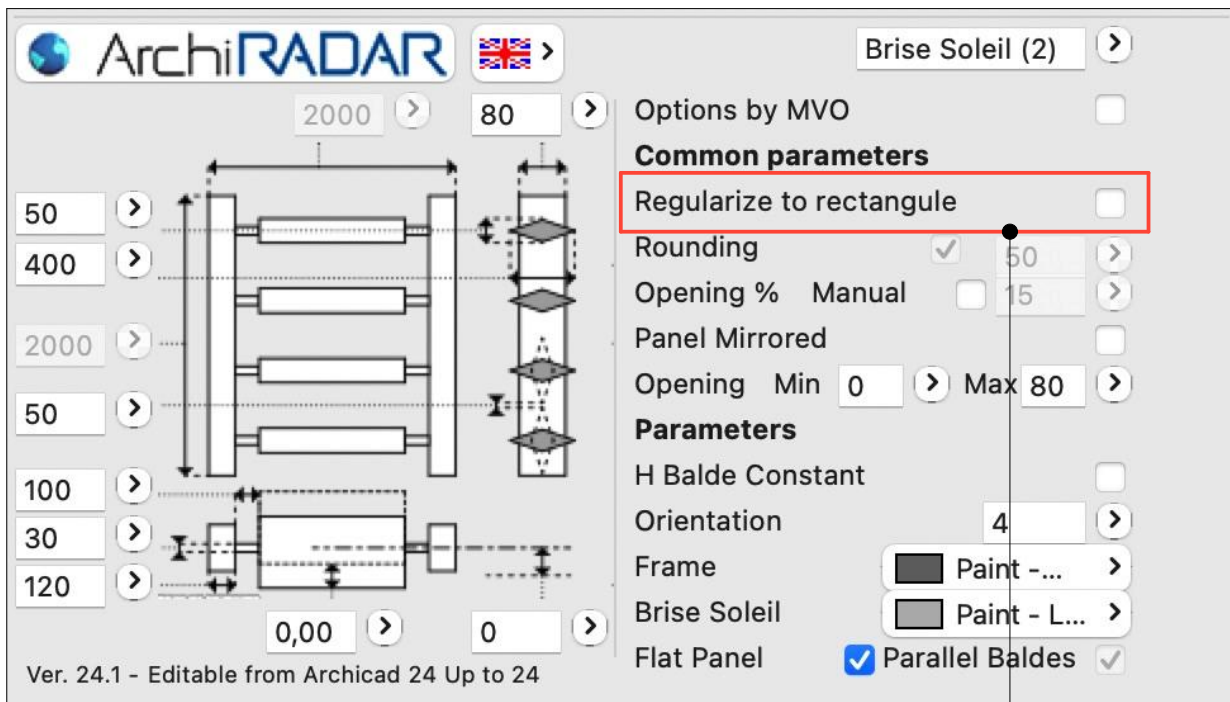 ArchiRADAR
Brise Soleil (2)
2000 80 Options by MVO
Common parameters
50 Regularize to rectangule
400 Rounding 50
Opening % Manual 15
2000 Panel Mirrored
Opening Min 0 Max 80
50 Parameters
100 H Balde Constant
30 Orientation 4
Frame Paint -...
120 Brise Soleil Paint - L...
0,00 0
Flat Panel Parallel Baldes
Ver. 24.1 - Editable from Archicad 24 Up to 24